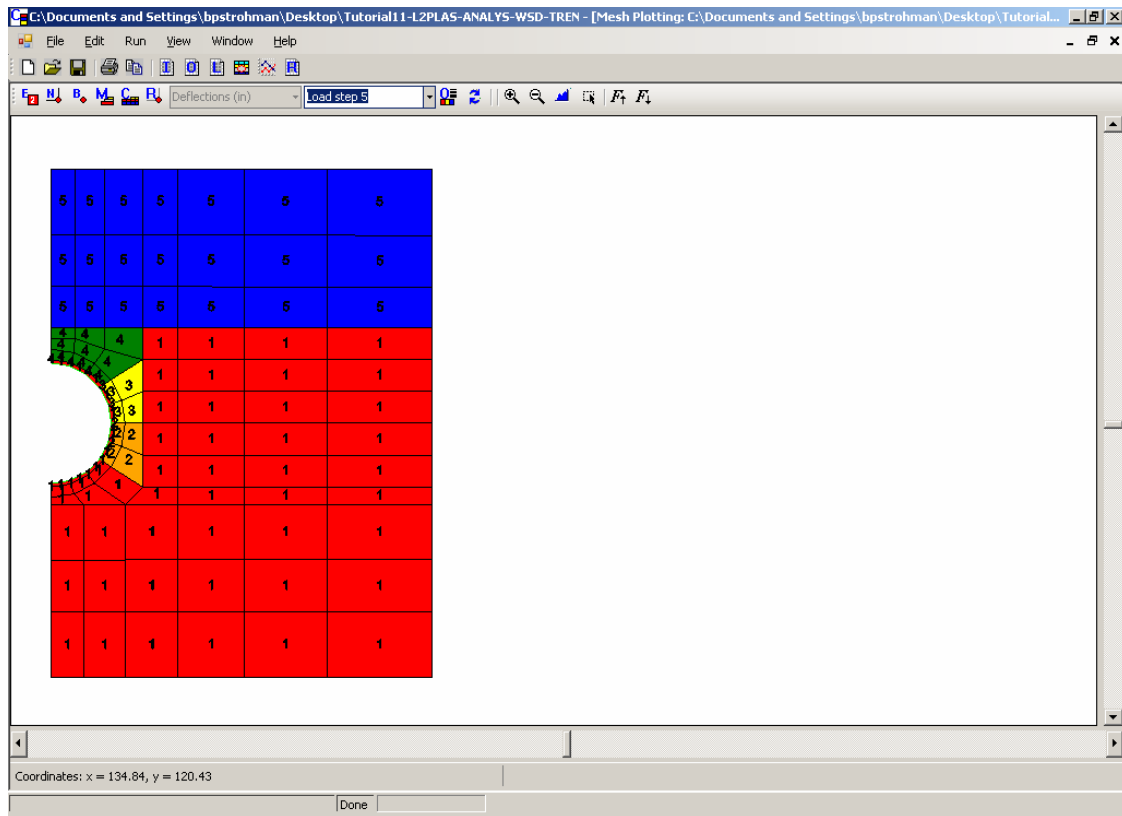 C:\Documents and Settings\bpstrohman\Desktop\Tutorial11-L2PLAS-ANALYS-WSD-TREN - [Mesh Plotting: C:\Documents and Settings\bpstrohman\Desktop\Tutorial...
File Edit Run View Window Help
Deflections (in) Load step 5
5 5 5 5 5 5 5
5 5 5 5 5 5 5
5 5 5 5 5 5 5
4 4 4 1 1 1 1
4 4 4 1 1 1 1
3 1 1 1 1
3 3 1 1 1 1
2 2 1 1 1 1
2 2 1 1 1 1
1 1 1 1 1 1 1
1 1 1 1 1 1
1 1 1 1 1 1
1 1 1 1 1 1
Coordinates: x = 134.84, y = 120.43
Done